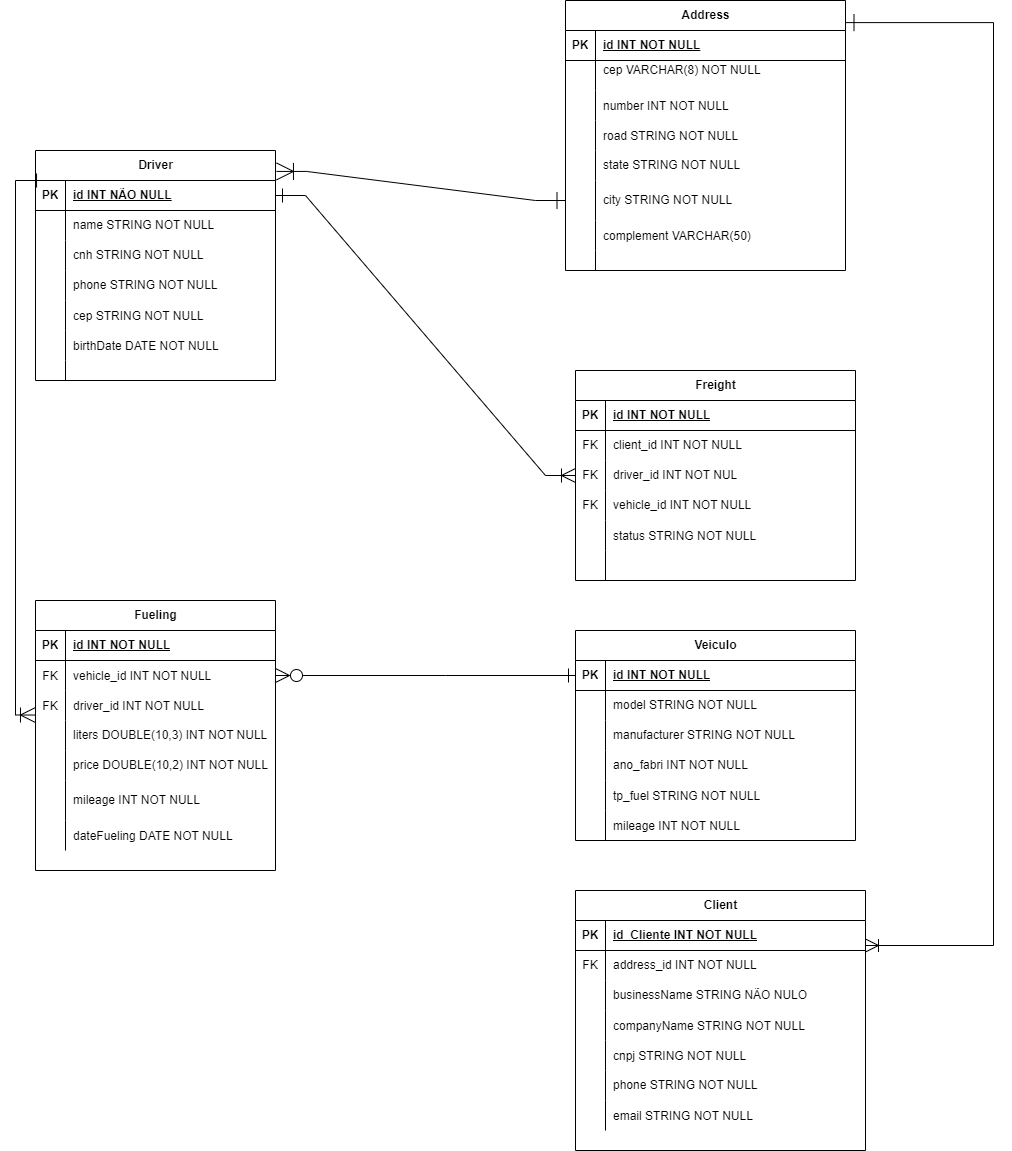 Address
PK id INT NOT NULL
cep VARCHAR(8) NOT NULL
number INT NOT NULL
road STRING NOT NULL
state STRING NOT NULL
city STRING NOT NULL
complement VARCHAR(50)
Driver
PK id INT NÃO NULL
name STRING NOT NULL
cnh STRING NOT NULL
phone STRING NOT NULL
cep STRING NOT NULL
birthDate DATE NOT NULL
Freight
PK id INT NOT NULL
FK client_id INT NOT NULL
FK driver_id INT NOT NUL
FK vehicle_id INT NOT NULL
status STRING NOT NULL
Fueling
PK id INT NOT NULL
FK vehicle_id INT NOT NULL
FK driver_id INT NOT NULL
liters DOUBLE(10,3) INT NOT NULL
price DOUBLE(10,2) INT NOT NULL
mileage INT NOT NULL
dateFueling DATE NOT NULL
Veiculo
PK id INT NOT NULL
model STRING NOT NULL
manufacturer STRING NOT NULL
ano_fabri INT NOT NULL
tp_fuel STRING NOT NULL
mileage INT NOT NULL
Client
PK id_Cliente INT NOT NULL
FK address_id INT NOT NULL
businessName STRING NÃO NULO
companyName STRING NOT NULL
cnpj STRING NOT NULL
phone STRING NOT NULL
email STRING NOT NULL